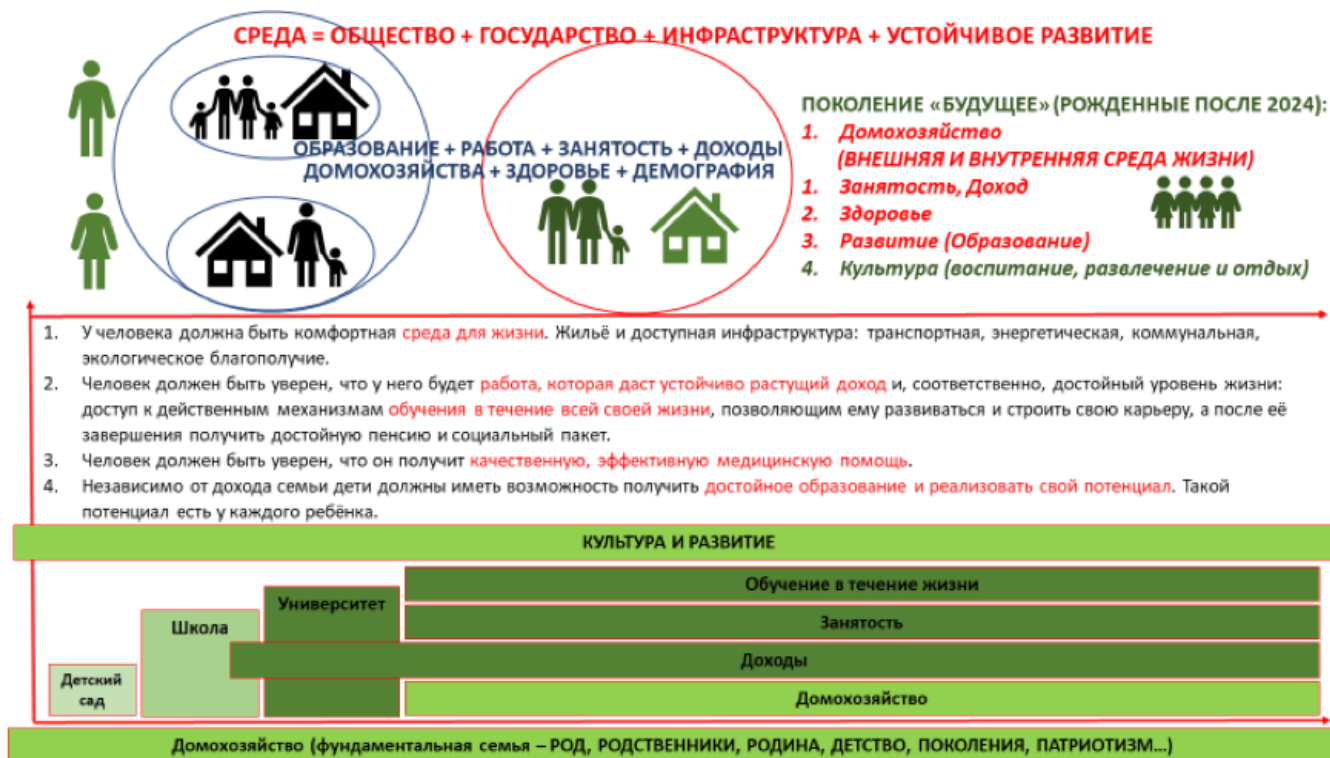 СРЕДА = ОБЩЕСТВО + ГОСУДАРСТВО + ИНФРАСТРУКТУРА + УСТОЙЧИВОЕ РАЗВИТИЕ
ОБРАЗОВАНИЕ + РАБОТА + ЗАНЯТОСТЬ + ДОХОДЫ
ДОМОХОЗЯЙСТВА + ЗДОРОВЬЕ + ДЕМОГРАФИЯ
ПОКОЛЕНИЕ «БУДУЩЕЕ» (РОЖДЕННЫЕ ПОСЛЕ 2024):
1. Домохозяйство
(ВНЕШНЯЯ И ВНУТРЕННЯЯ СРЕДА ЖИЗНИ)
1. Занятость, Доход
2. Здоровье
3. Развитие (Образование)
4. Культура (воспитание, развлечение и отдых)
1. У человека должна быть комфортная среда для жизни. Жильё и доступная инфраструктура: транспортная, энергетическая, коммунальная,
экологическое благополучие.
2. Человек должен быть уверен, что у него будет работа, которая даст устойчиво растущий доход и, соответственно, достойный уровень жизни:
доступ к действенным механизмам обучения в течение всей своей жизни, позволяющим ему развиваться и строить свою карьеру, а после её
завершения получить достойную пенсию и социальный пакет.
3. Человек должен быть уверен, что он получит качественную, эффективную медицинскую помощь.
4. Независимо от дохода семьи дети должны иметь возможность получить достойное образование и реализовать свой потенциал. Такой
потенциал есть у каждого ребёнка.
КУЛЬТУРА И РАЗВИТИЕ
Обучение в течение жизни
Университет
Занятость
Школа
Доходы
Детский
сад
Домохозяйство
Домохозяйство (фундаментальная семья – РОД, РОДСТВЕННИКИ, РОДИНА, ДЕТСТВО, ПОКОЛЕНИЯ, ПАТРИОТИЗМ...)